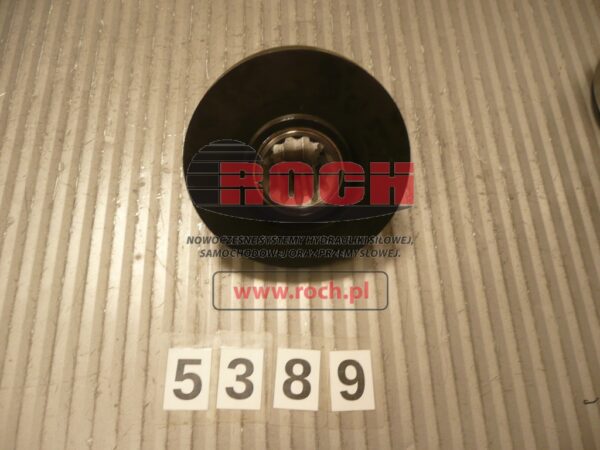 ROCH
NOWOCZESNE SYSTEMY HYDRAULIKI SIŁOWEJ,
SAMOCHODOWEJ ORAZ PRZEMYSŁOWEJ.
www.roch.pl
5389